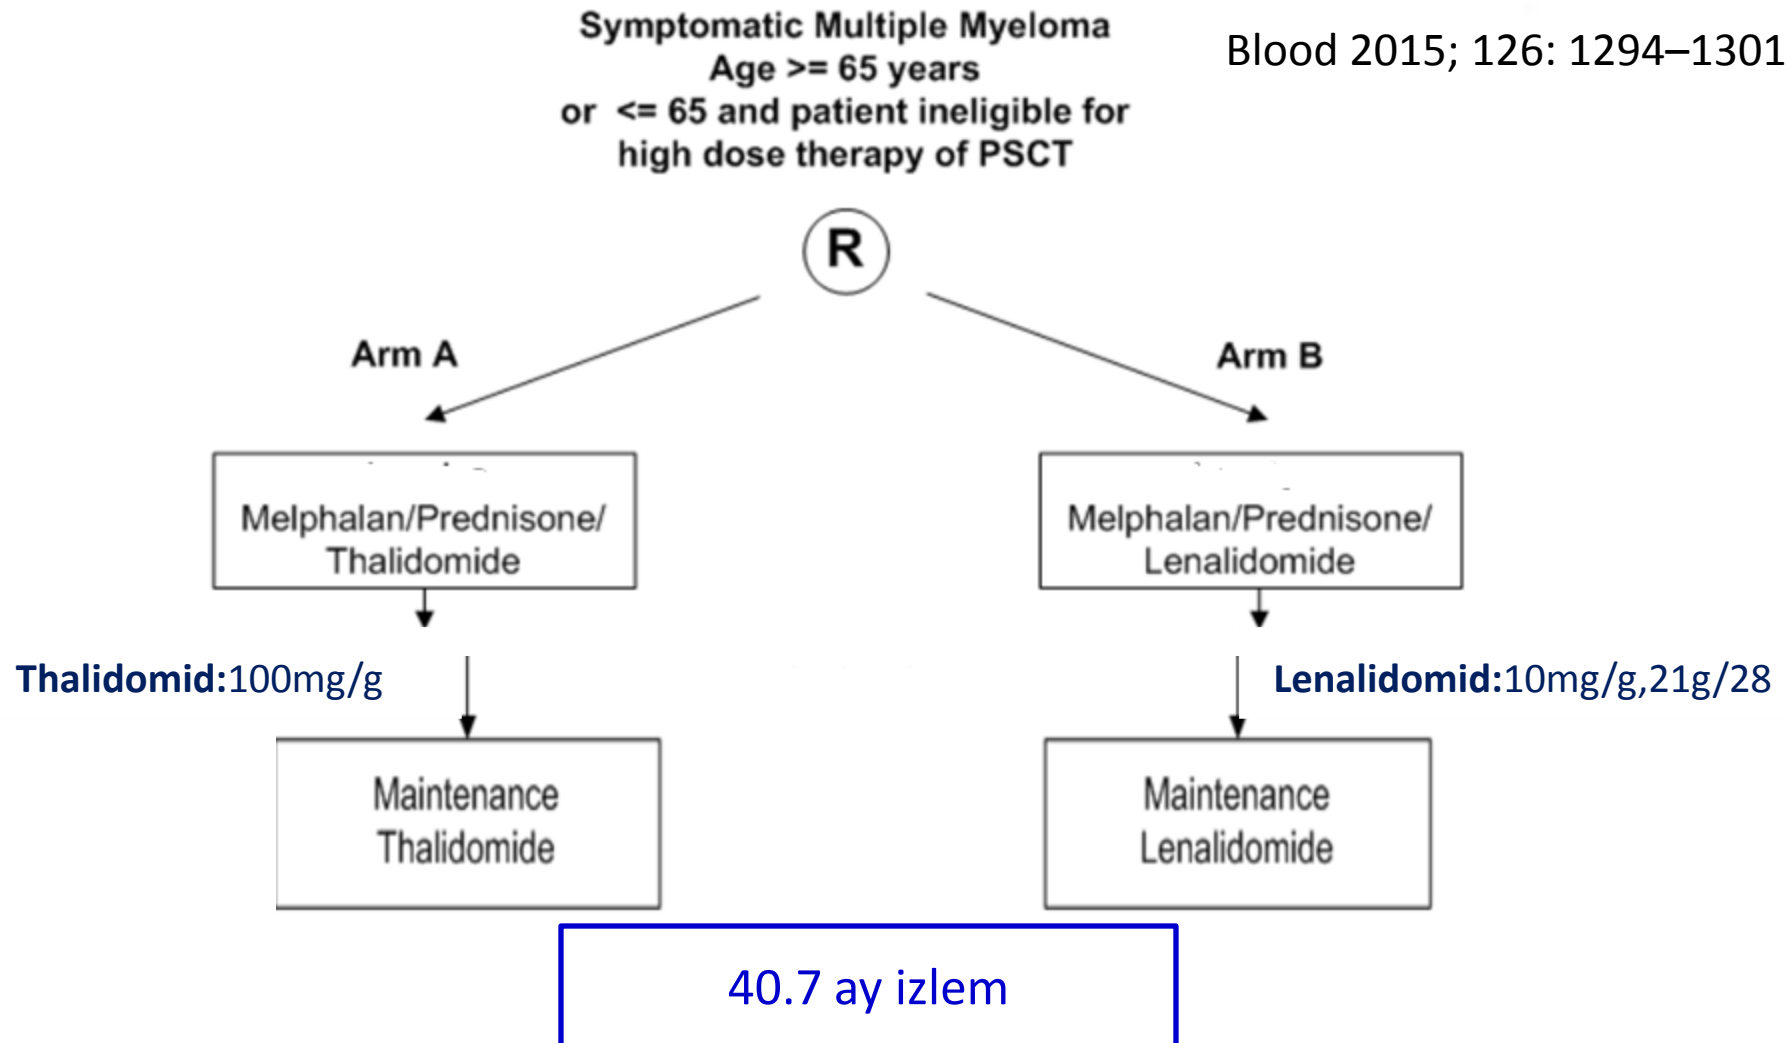 Symptomatic Multiple Myeloma
Age >= 65 years
or <= 65 and patient ineligible for
high dose therapy of PSCT
Blood 2015; 126: 1294–1301
R
Arm A
Arm B
Melphalan/Prednisone/
Thalidomide
Melphalan/Prednisone/
Lenalidomide
Thalidomid:100mg/g
Lenalidomid:10mg/g,21g/28
Maintenance
Thalidomide
Maintenance
Lenalidomide
40.7 ay izlem